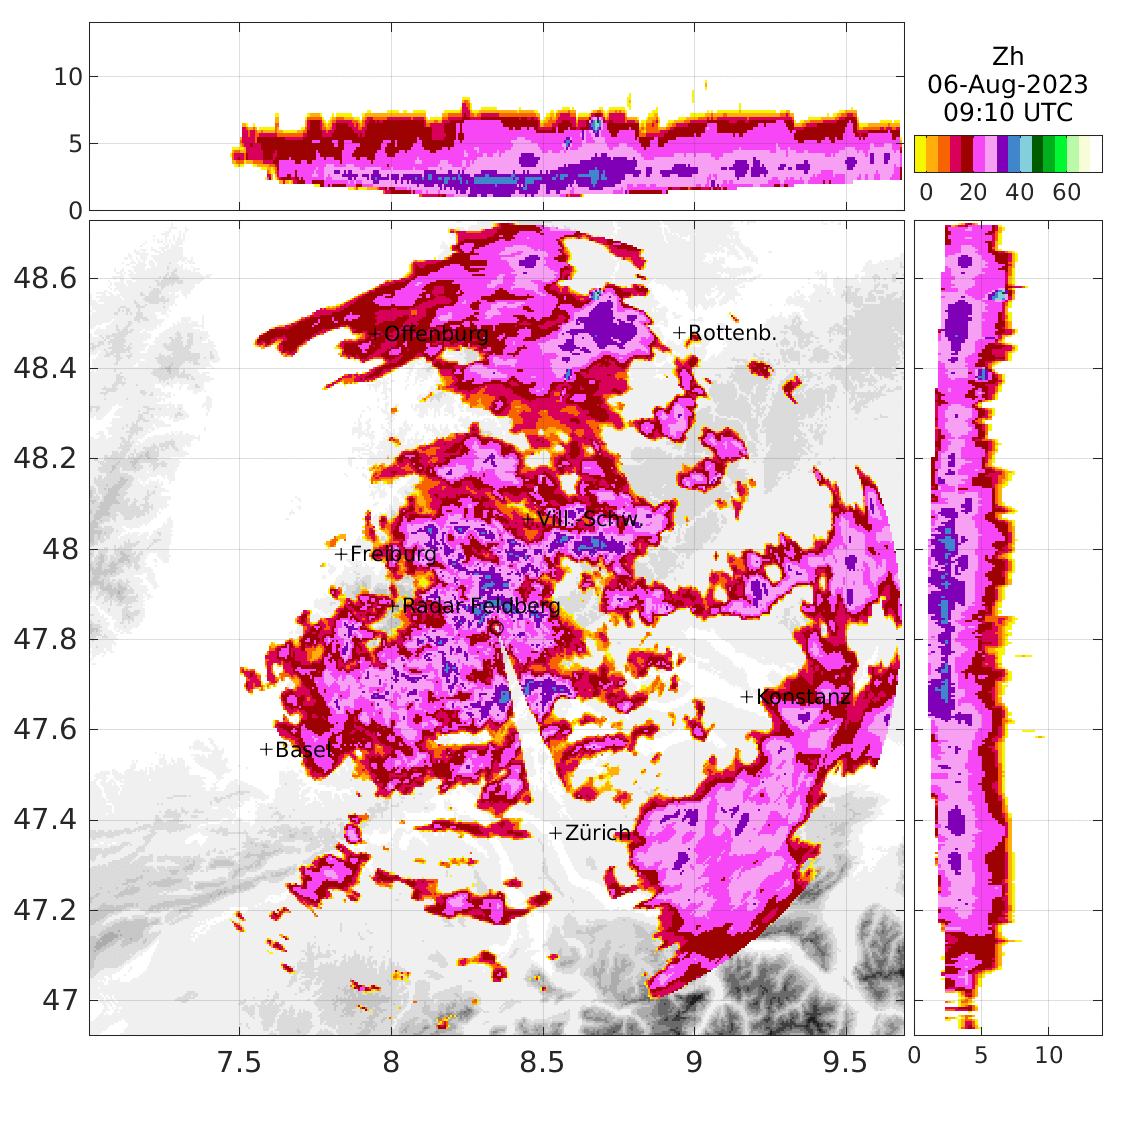 10
5
0
Zh
06-Aug-2023
09:10 UTC
0 20 40 60
48.6
48.4
48.2
48
47.8
47.6
47.4
47.2
47
+Offenburg
+Rottenb.
+Vill.-Schw.
+Freiburg
+Radar Feldberg
+Konstanz
+Basel
+Zürich
7.5 8 8.5 9 9.5
0 5 10